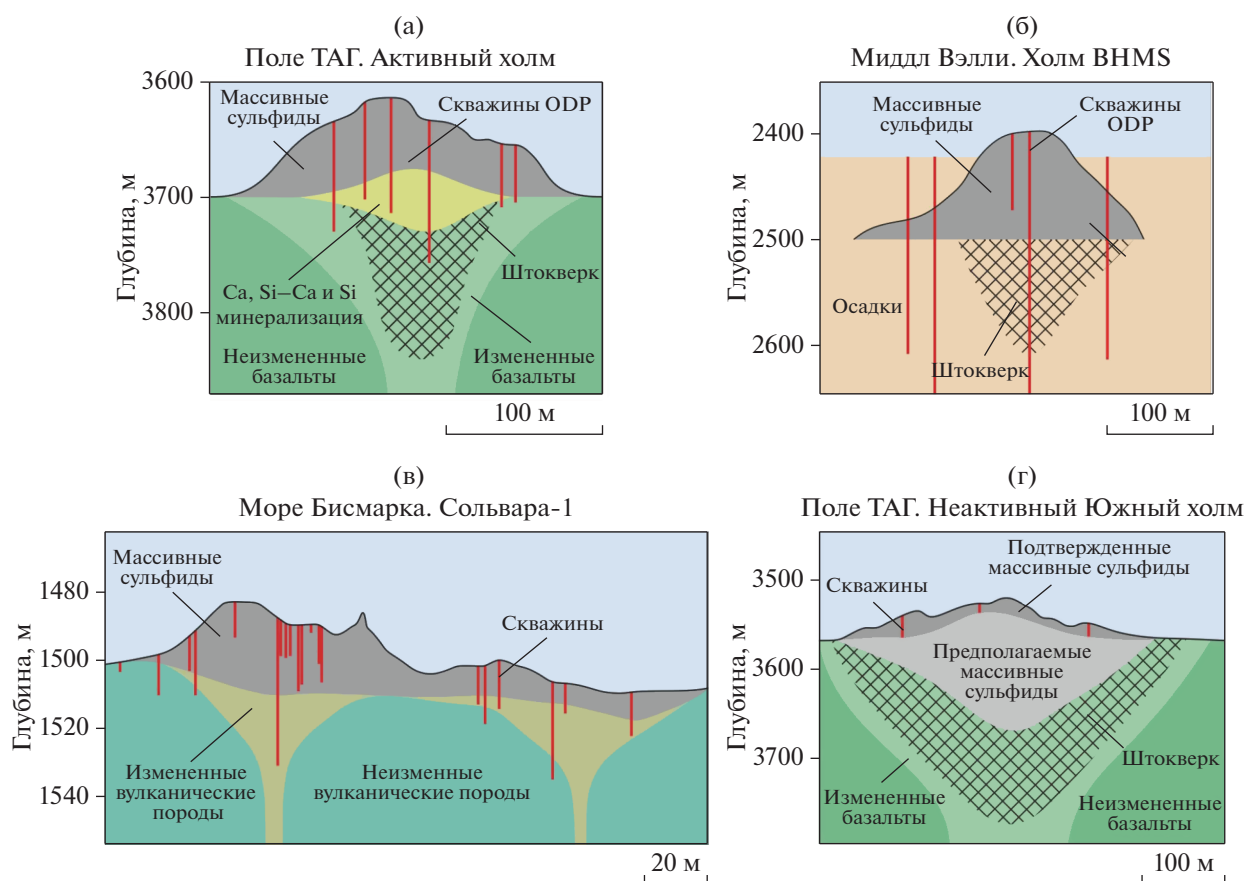 (а)
Поле ТАГ. Активный холм
3600
3700
3800
Глубина, м
Массивные
сульфиды
Скважины ODP
Штокверк
Ca, Si–Ca и Si
минерализация
Неизмененные
базальты
Измененные
базальты
100 м
(б)
Миддл Вэлли. Холм BHMS
2400
2500
2600
Глубина, м
Массивные
сульфиды
Скважины
ODP
Осадки
Штокверк
100 м
(в)
Море Бисмарка. Сольвара-1
1480
1500
1520
1540
Глубина, м
Массивные
сульфиды
Скважины
Измененные
вулканические
породы
Неизменные
вулканические породы
20 м
(г)
Поле ТАГ. Неактивный Южный холм
3500
3600
3700
Глубина, м
Скважины
Подтвержденные
массивные сульфиды
Предполагаемые
массивные
сульфиды
Штокверк
Измененные
базальты
Неизмененные
базальты
100 м